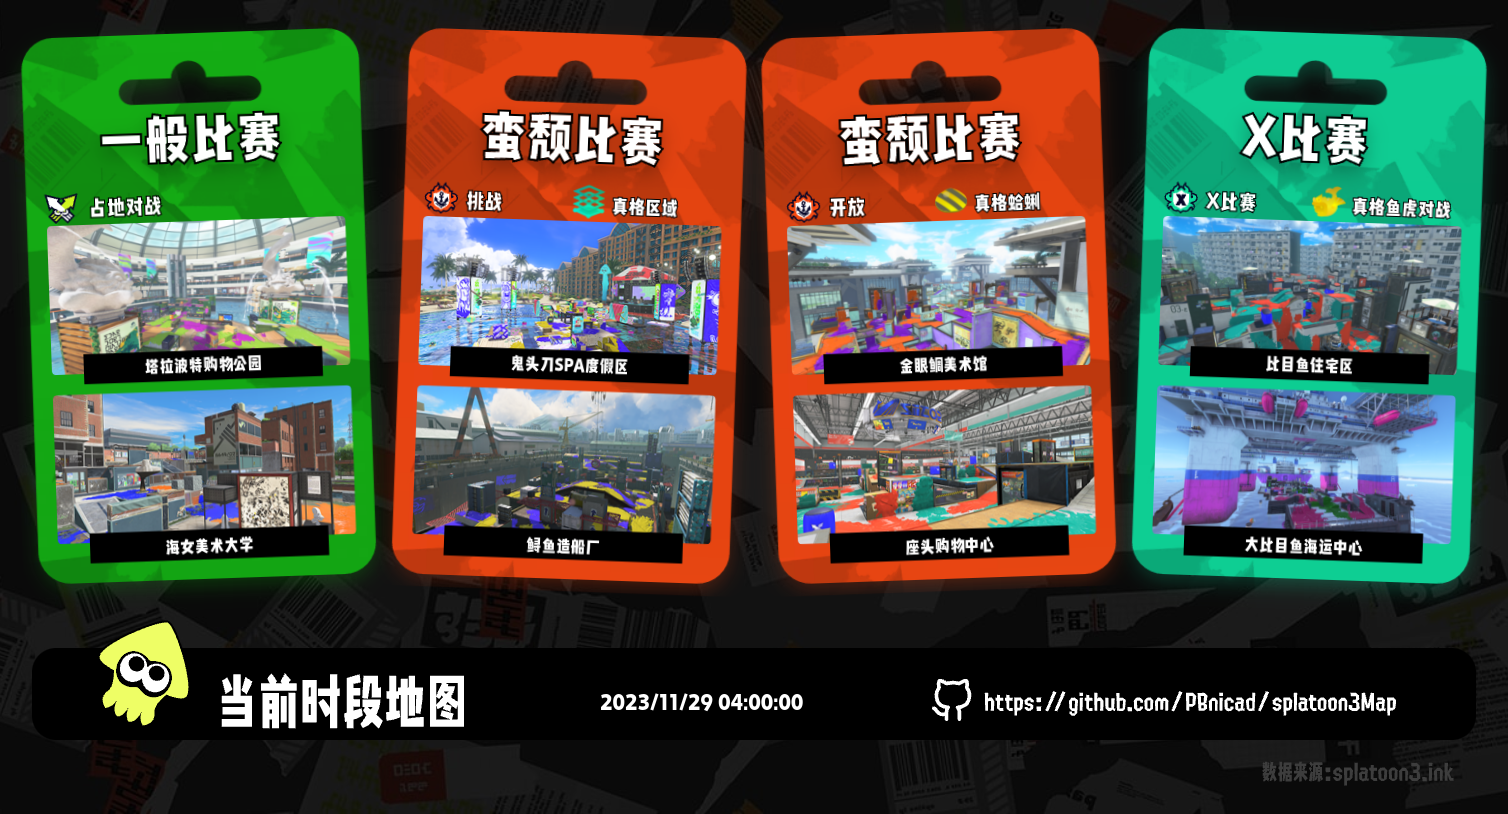 一般比赛
占地对战
塔拉波特购物公园
海女美术大学
蛮颓比赛
挑战
真格区域
鬼头刀SPA度假区
鲟鱼造船厂
蛮颓比赛
开放
真格蛤蜊
金眼鲷美术馆
座头购物中心
X比赛
X比赛
真格鱼虎对战
比目鱼住宅区
大比目鱼海运中心
当前时段地图
2023/11/29 04:00:00
https://github.com/PBnicad/splatoon3Map
数据来源:splatoon3.ink